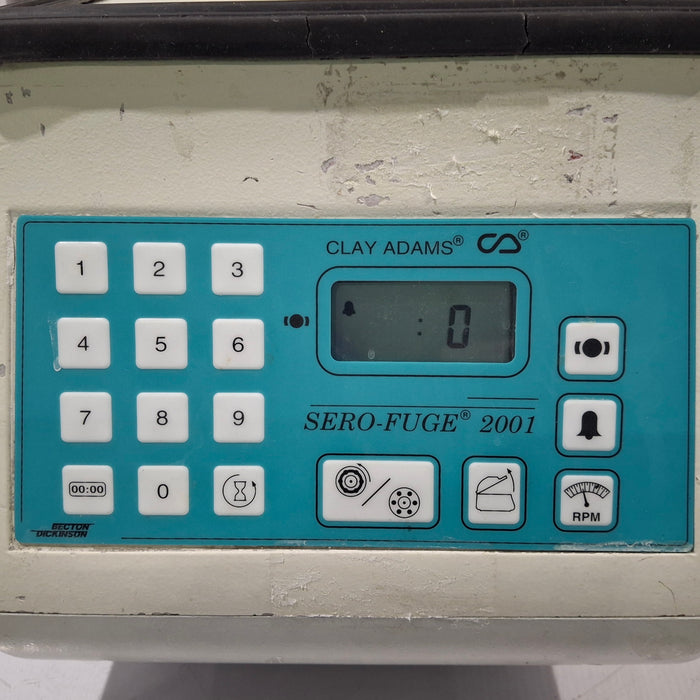 CLAY ADAMS® ®
1 2 3
: 0
4 5 6
SERO-FUGE® 2001
7 8 9
00:00 0
RPM
BECTON
DICKINSON